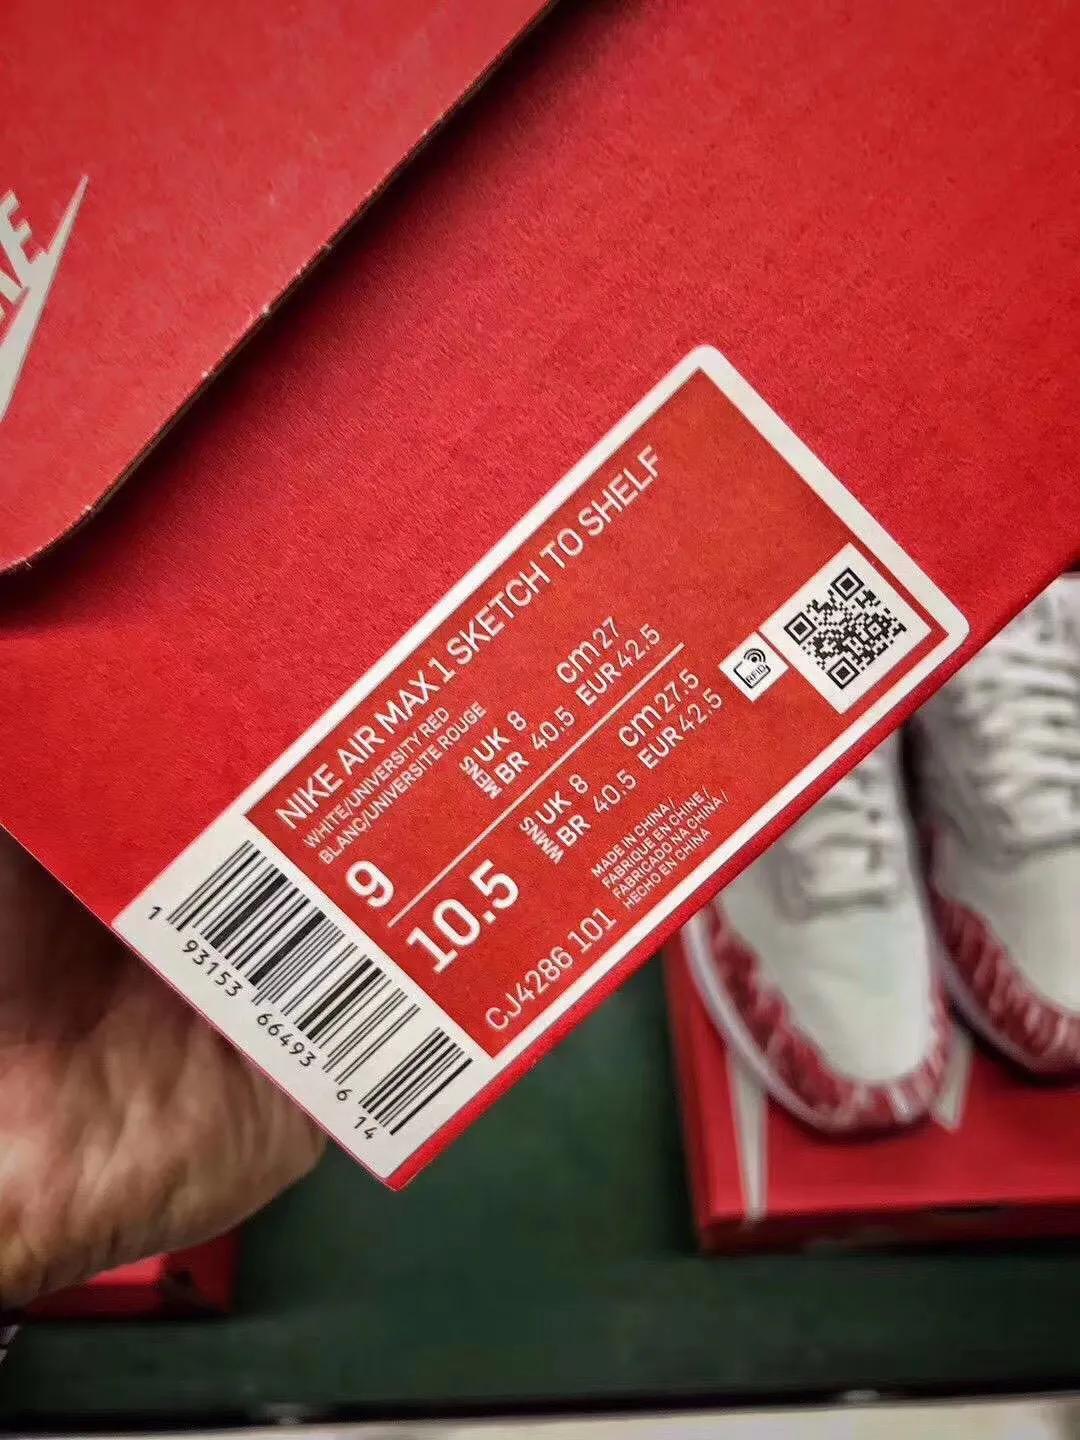 NIKE
NIKE AIR MAX 1 SKETCH TO SHELF
WHITE/UNIVERSITY RED
BLANC/UNIVERSITE ROUGE
9
MENS
UK 8
cm 27
BR 40.5
EUR 42.5
10.5
WMNS
UK 8
cm 27.5
BR 40.5
EUR 42.5
RFID
CJ4286 101
MADE IN CHINA/
FABRIQUE EN CHINE/
FABRICADO NA CHINA/
HECHO EN CHINA
1 93153 66493 6 14